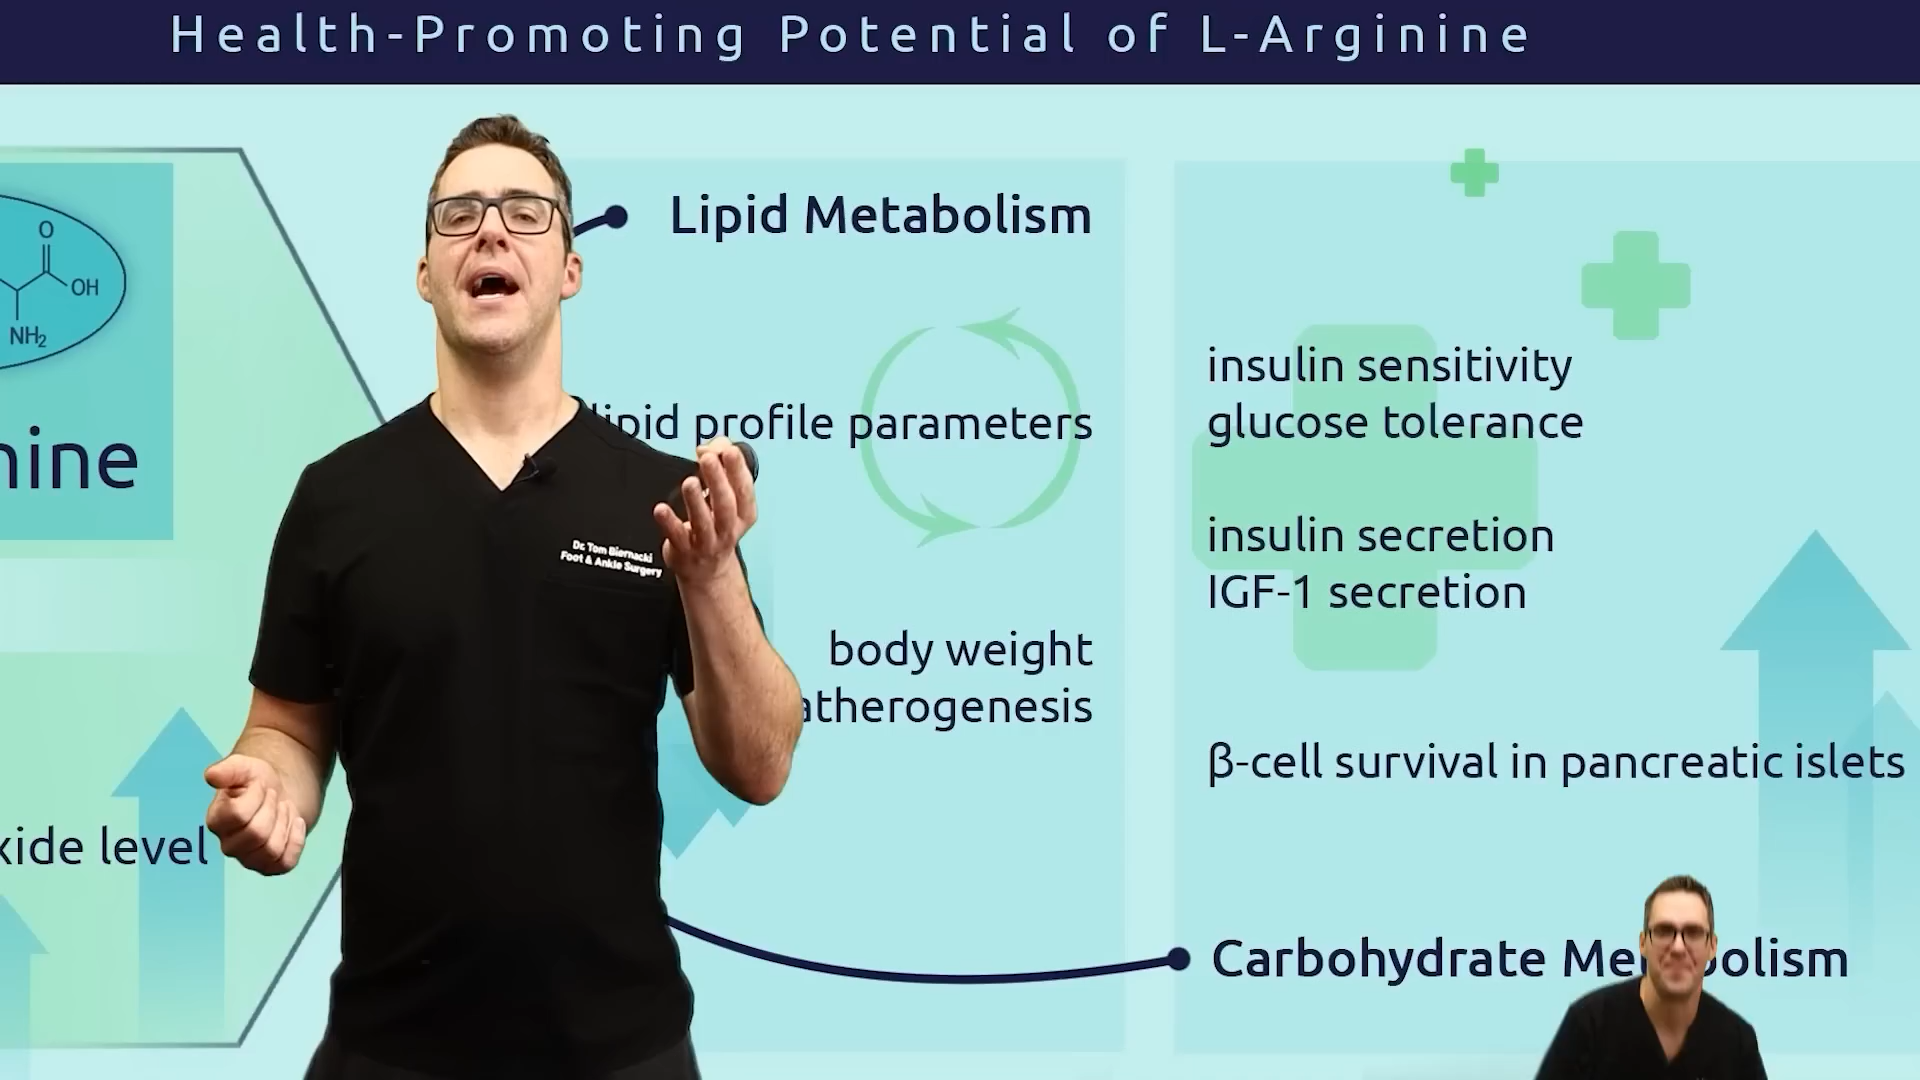 Health-Promoting Potential of L-Arginine
O
OH
NH2
nine
xide level
Dr. Tom Biernacki
Foot & Ankle Surgery
Lipid Metabolism
lipid profile parameters
body weight
atherogenesis
insulin sensitivity
glucose tolerance
insulin secretion
IGF-1 secretion
β-cell survival in pancreatic islets
Carbohydrate Me olism